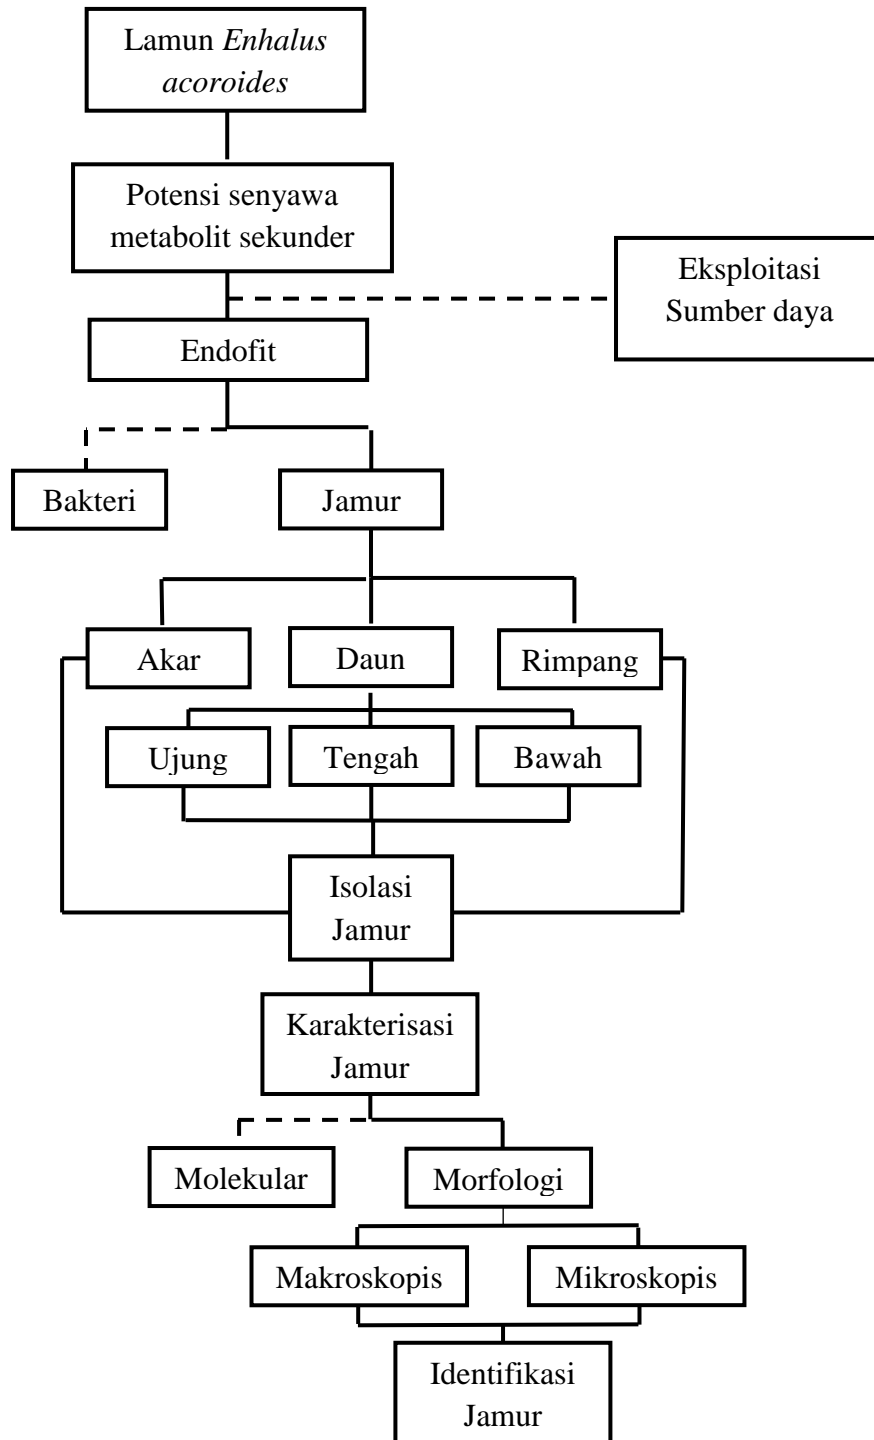 Lamun Enhalus
acoroides
Potensi senyawa
metabolit sekunder
Eksploitasi
Sumber daya
Endofit
Bakteri
Jamur
Akar
Daun
Rimpang
Ujung
Tengah
Bawah
Isolasi
Jamur
Karakterisasi
Jamur
Molekular
Morfologi
Makroskopis
Mikroskopis
Identifikasi
Jamur